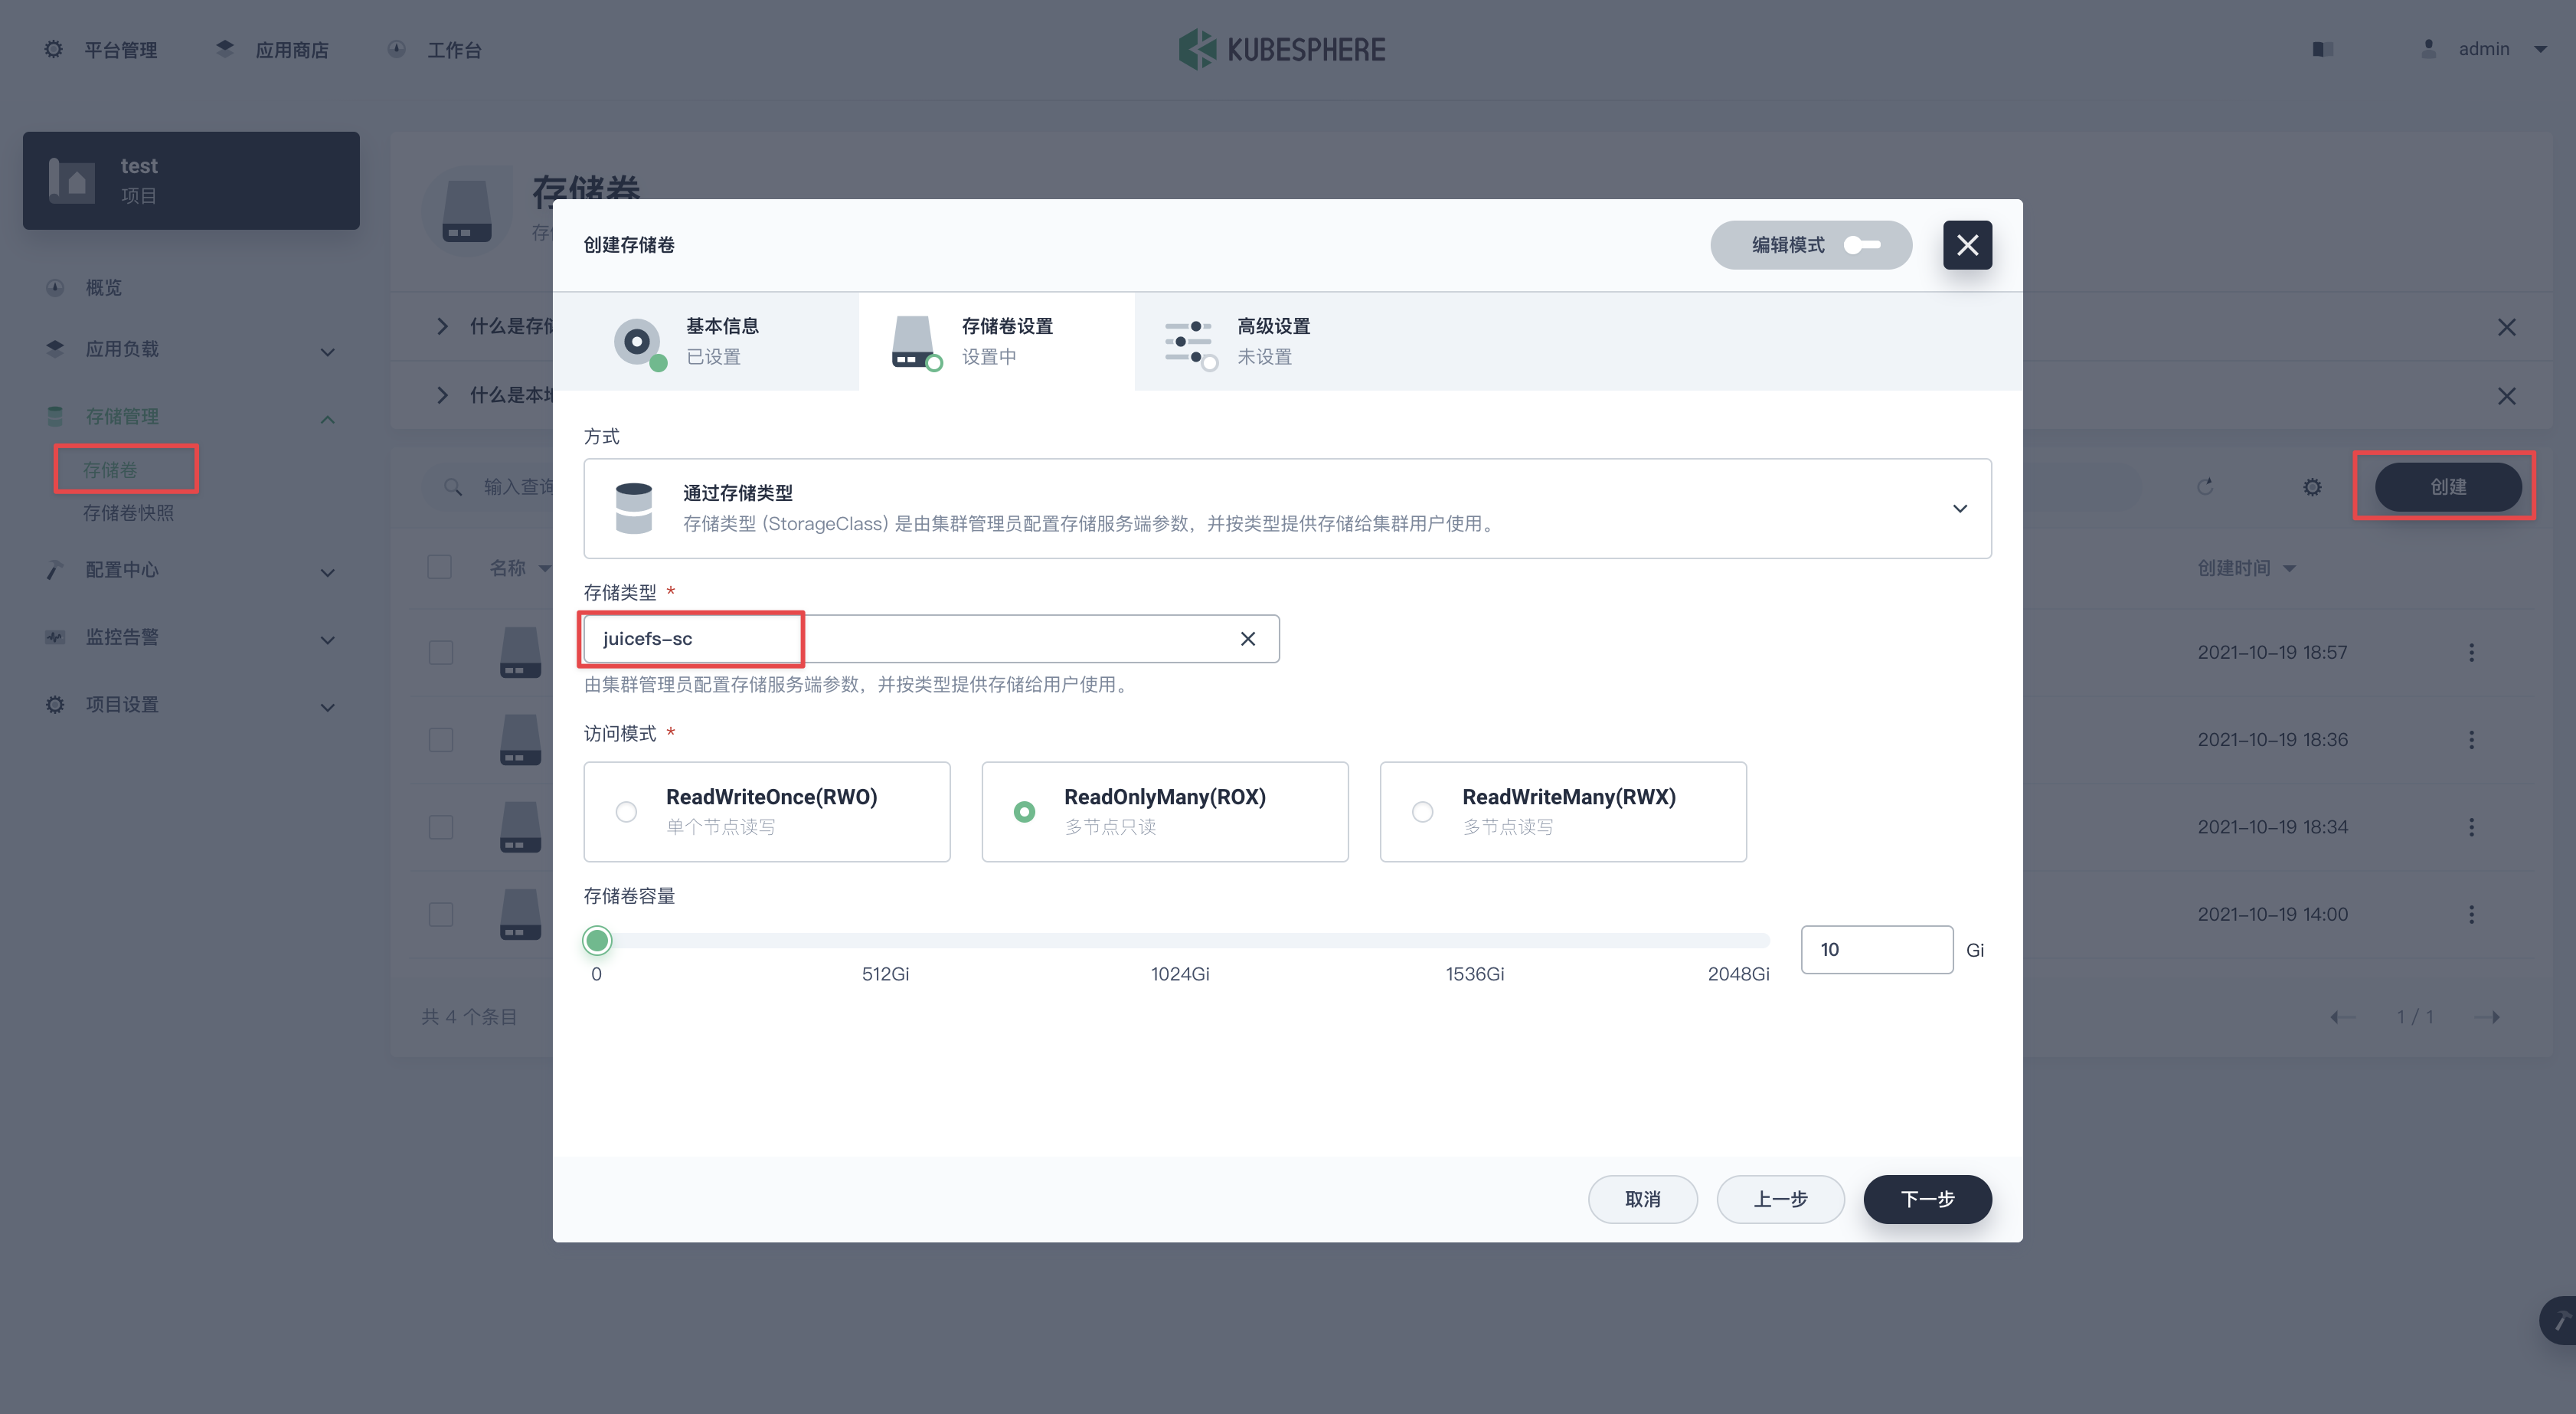 平台管理
应用商店
工作台
KUBESPHERE
admin
test
项目
概览
应用负载
存储管理
存储卷
存储卷快照
配置中心
监控告警
项目设置
存储卷
什么是存储
什么是本地
输入查询
创建
名称
创建时间
2021-10-19 18:57
2021-10-19 18:36
2021-10-19 18:34
2021-10-19 14:00
共 4 个条目
1 / 1
创建存储卷
编辑模式
基本信息
已设置
存储卷设置
设置中
高级设置
未设置
方式
通过存储类型
存储类型 (StorageClass) 是由集群管理员配置存储服务端参数，并按类型提供存储给集群用户使用。
存储类型 *
juicefs-sc
由集群管理员配置存储服务端参数，并按类型提供存储给用户使用。
访问模式 *
ReadWriteOnce(RWO)
单个节点读写
ReadOnlyMany(ROX)
多节点只读
ReadWriteMany(RWX)
多节点读写
存储卷容量
0 512Gi 1024Gi 1536Gi 2048Gi
10 Gi
取消
上一步
下一步